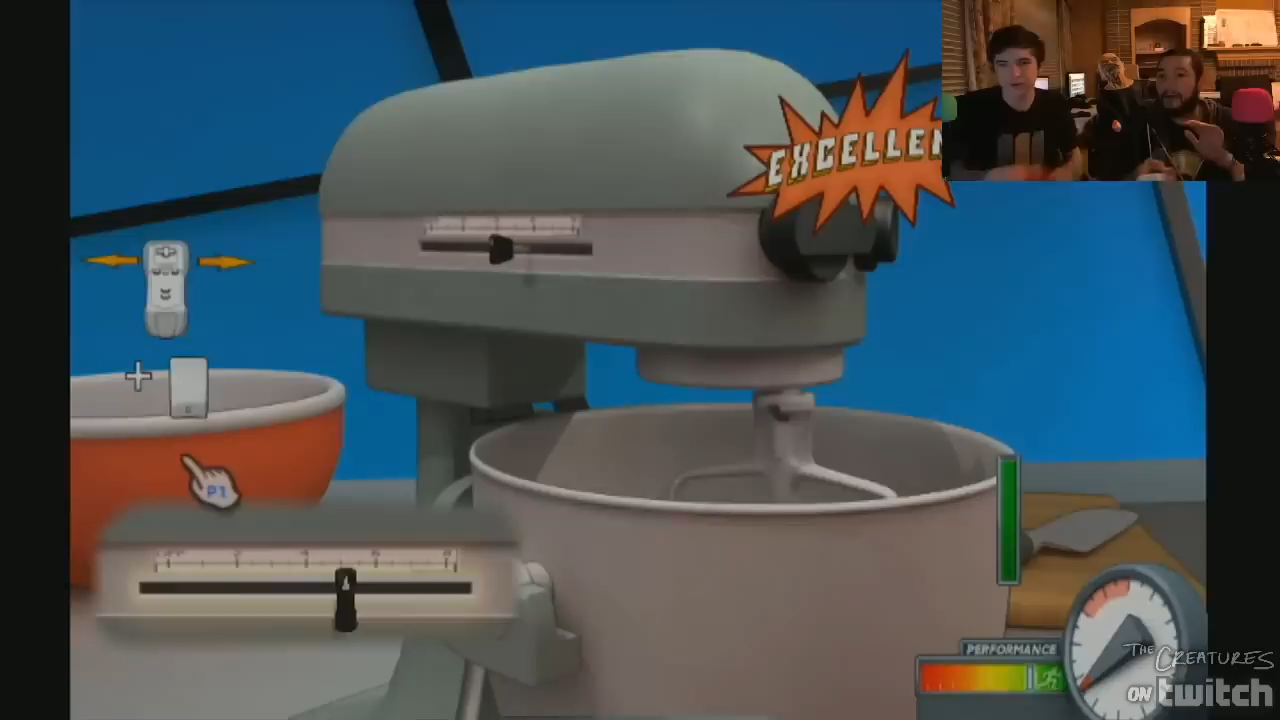 EXCELLEN
P1
PERFORMANCE
THE CREATURES
ON twitch